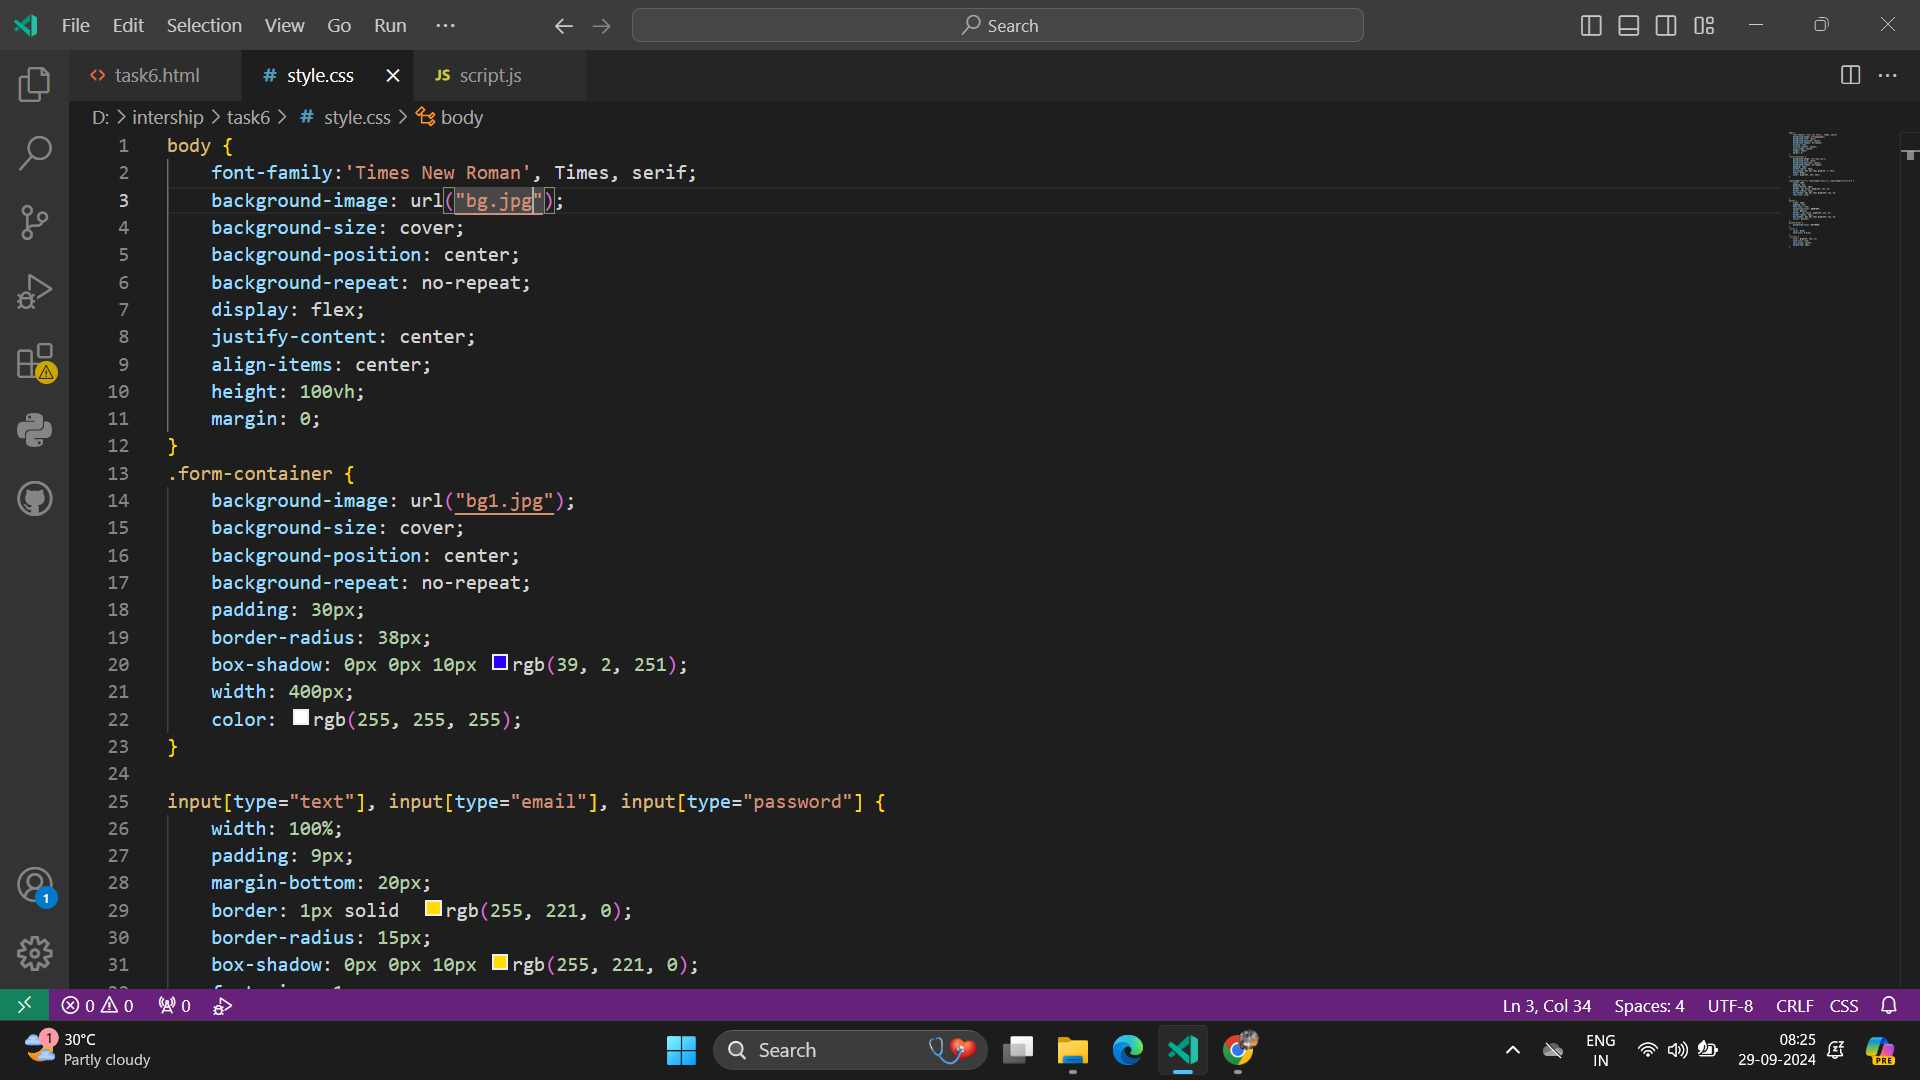 File Edit Selection View Go Run ···
Search
task6.html
# style.css
JS script.js
D: > intership > task6 > # style.css > body
1 body {
2 font-family:'Times New Roman', Times, serif;
3 background-image: url("bg.jpg");
4 background-size: cover;
5 background-position: center;
6 background-repeat: no-repeat;
7 display: flex;
8 justify-content: center;
9 align-items: center;
10 height: 100vh;
11 margin: 0;
12 }
13 .form-container {
14 background-image: url("bg1.jpg");
15 background-size: cover;
16 background-position: center;
17 background-repeat: no-repeat;
18 padding: 30px;
19 border-radius: 38px;
20 box-shadow: 0px 0px 10px rgb(39, 2, 251);
21 width: 400px;
22 color: rgb(255, 255, 255);
23 }
24
25 input[type="text"], input[type="email"], input[type="password"] {
26 width: 100%;
27 padding: 9px;
28 margin-bottom: 20px;
29 border: 1px solid rgb(255, 221, 0);
30 border-radius: 15px;
31 box-shadow: 0px 0px 10px rgb(255, 221, 0);
1
0 0 0
Ln 3, Col 34 Spaces: 4 UTF-8 CRLF CSS
1
30°C
Partly cloudy
Search
ENG
IN
08:25
29-09-2024
PRE